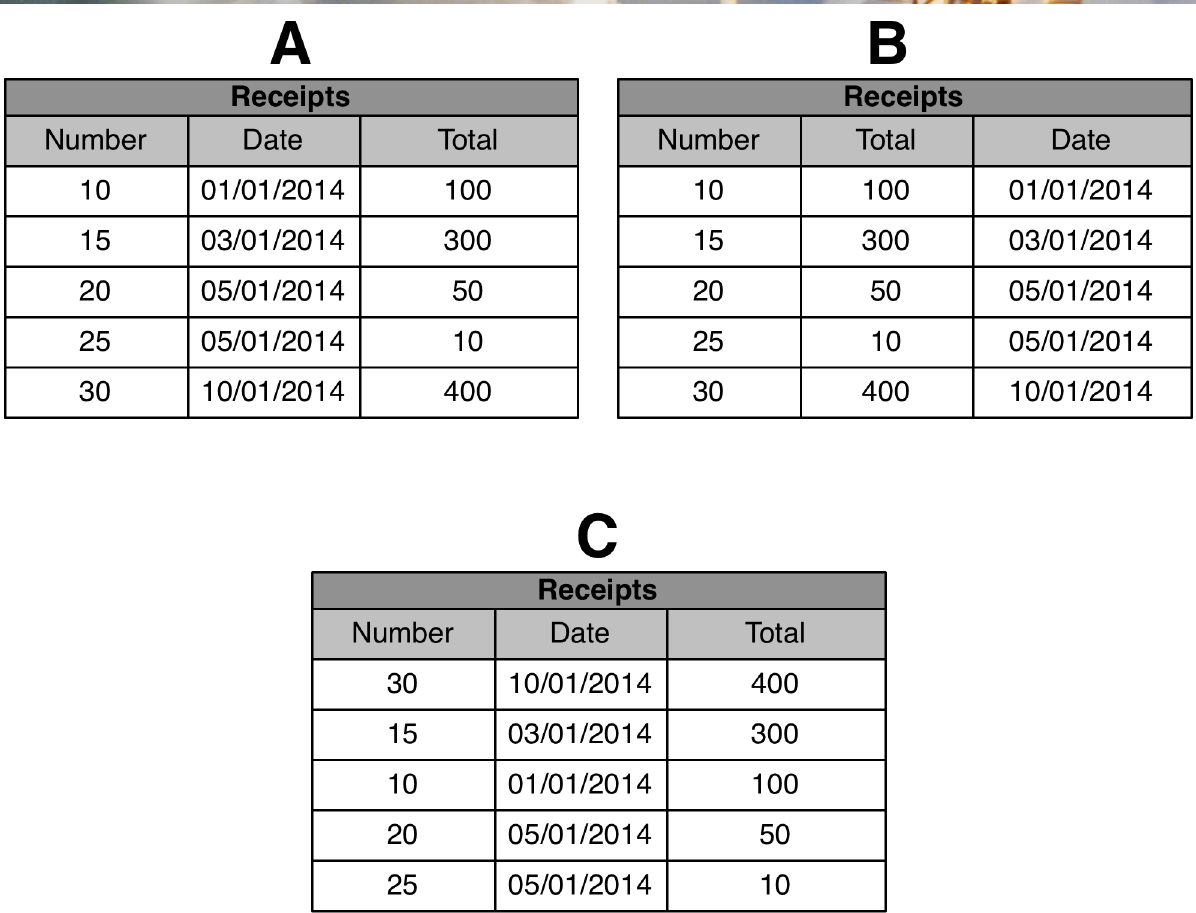 A
Receipts
Number Date Total
10 01/01/2014 100
15 03/01/2014 300
20 05/01/2014 50
25 05/01/2014 10
30 10/01/2014 400
B
Receipts
Number Total Date
10 100 01/01/2014
15 300 03/01/2014
20 50 05/01/2014
25 10 05/01/2014
30 400 10/01/2014
C
Receipts
Number Date Total
30 10/01/2014 400
15 03/01/2014 300
10 01/01/2014 100
20 05/01/2014 50
25 05/01/2014 10